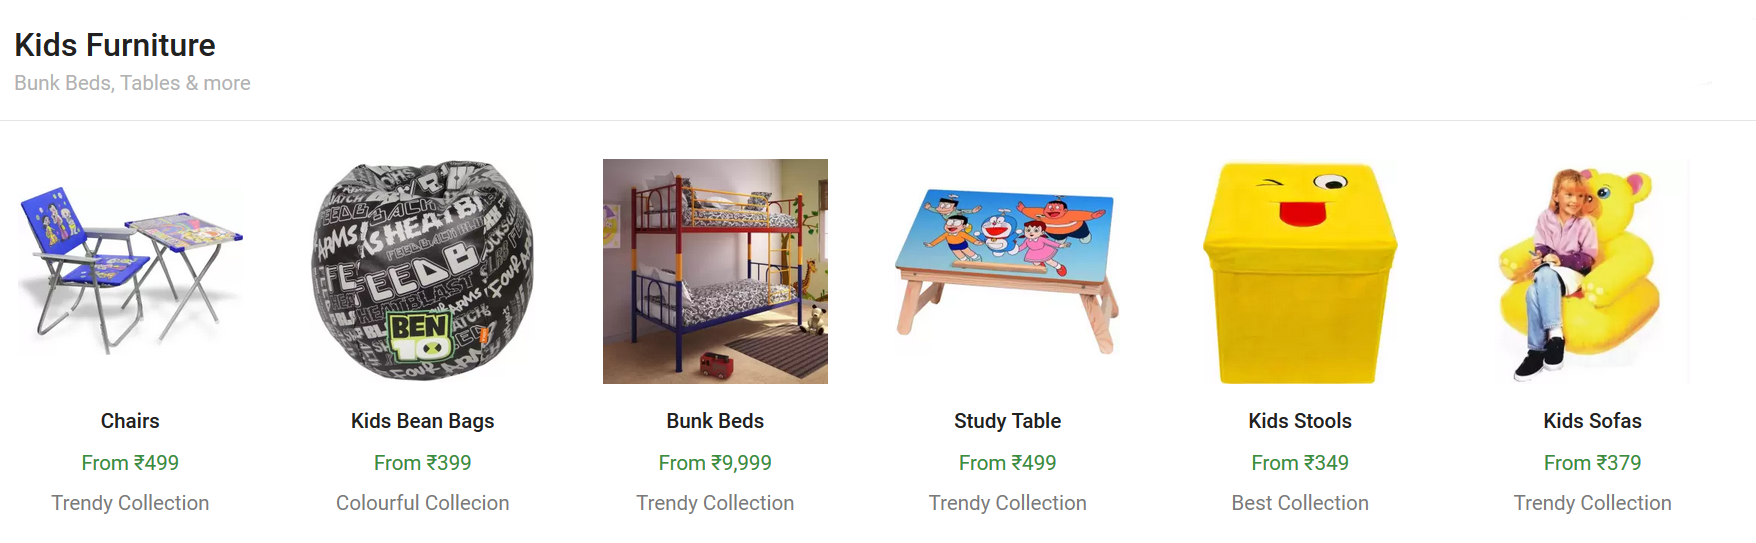 Kids Furniture
Bunk Beds, Tables & more
BEN
10
Chairs
Kids Bean Bags
Bunk Beds
Study Table
Kids Stools
Kids Sofas
From ₹499
From ₹399
From ₹9,999
From ₹499
From ₹349
From ₹379
Trendy Collection
Colourful Collecion
Trendy Collection
Trendy Collection
Best Collection
Trendy Collection